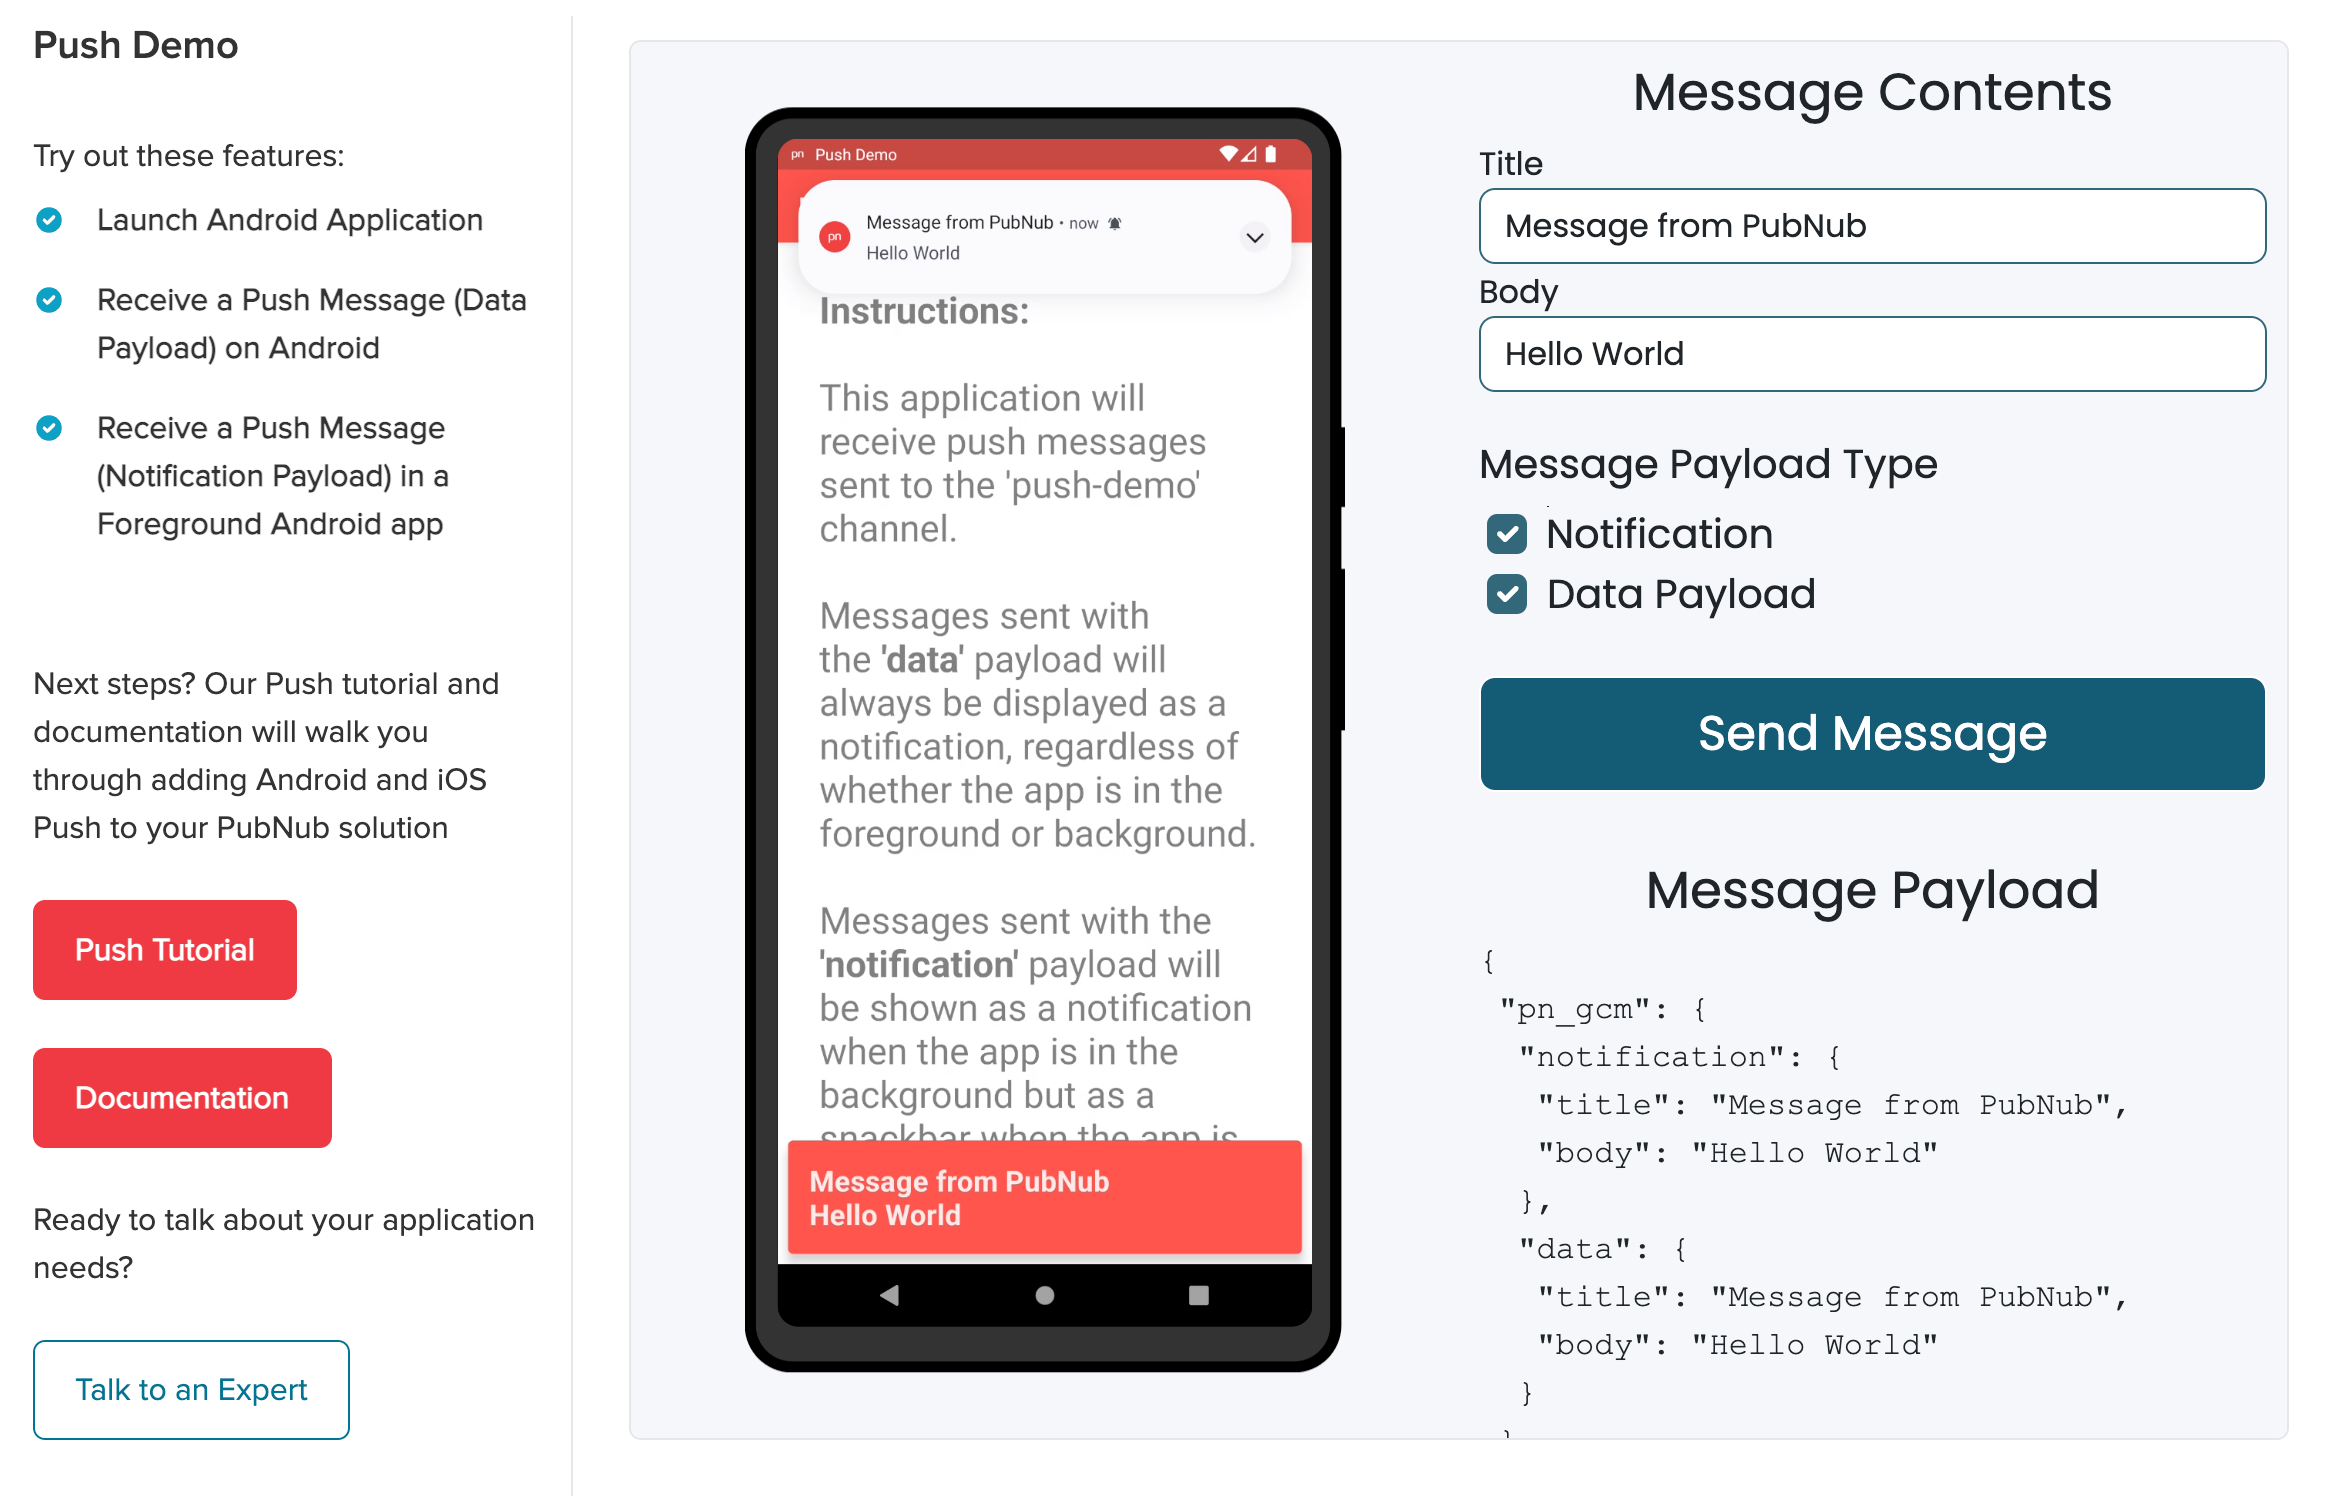 Push Demo
Try out these features:
Launch Android Application
Receive a Push Message (Data
Payload) on Android
Receive a Push Message
(Notification Payload) in a
Foreground Android app
Next steps? Our Push tutorial and
documentation will walk you
through adding Android and iOS
Push to your PubNub solution
Push Tutorial
Documentation
Ready to talk about your application
needs?
Talk to an Expert
pn Push Demo
pn
Message from PubNub • now
Hello World
Instructions:
This application will
receive push messages
sent to the 'push-demo'
channel.
Messages sent with
the 'data' payload will
always be displayed as a
notification, regardless of
whether the app is in the
foreground or background.
Messages sent with the
'notification' payload will
be shown as a notification
when the app is in the
background but as a
snackbar when the app is
Message from PubNub
Hello World
Message Contents
Title
Message from PubNub
Body
Hello World
Message Payload Type
Notification
Data Payload
Send Message
Message Payload
{
"pn_gcm": {
"notification": {
"title": "Message from PubNub",
"body": "Hello World"
},
"data": {
"title": "Message from PubNub",
"body": "Hello World"
}
}